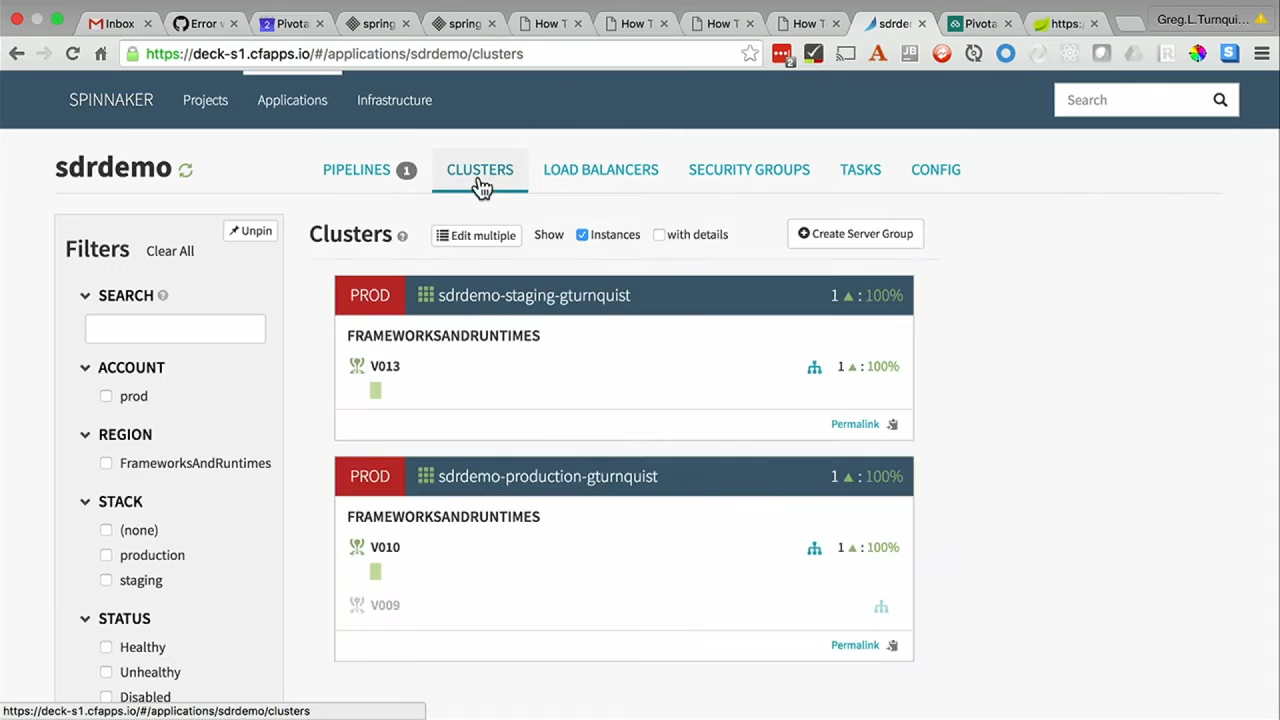 Inbox
Error
Pivota
spring
spring
How T
How T
How T
How T
sdrde
Pivota
https:
Greg.L.Turnqui...
https://deck-s1.cfapps.io/#/applications/sdrdemo/clusters
SPINNAKER Projects Applications Infrastructure Search
sdrdemo PIPELINES 1 CLUSTERS LOAD BALANCERS SECURITY GROUPS TASKS CONFIG
Unpin
Filters Clear All
SEARCH
ACCOUNT
prod
REGION
FrameworksAndRuntimes
STACK
(none)
production
staging
STATUS
Healthy
Unhealthy
Disabled
Clusters Edit multiple Show Instances with details Create Server Group
PROD sdrdemo-staging-gturnquist 1 ▲ : 100%
FRAMEWORKSANDRUNTIMES
V013 1 ▲ : 100%
Permalink
PROD sdrdemo-production-gturnquist 1 ▲ : 100%
FRAMEWORKSANDRUNTIMES
V010 1 ▲ : 100%
V009
Permalink
https://deck-s1.cfapps.io/#/applications/sdrdemo/clusters